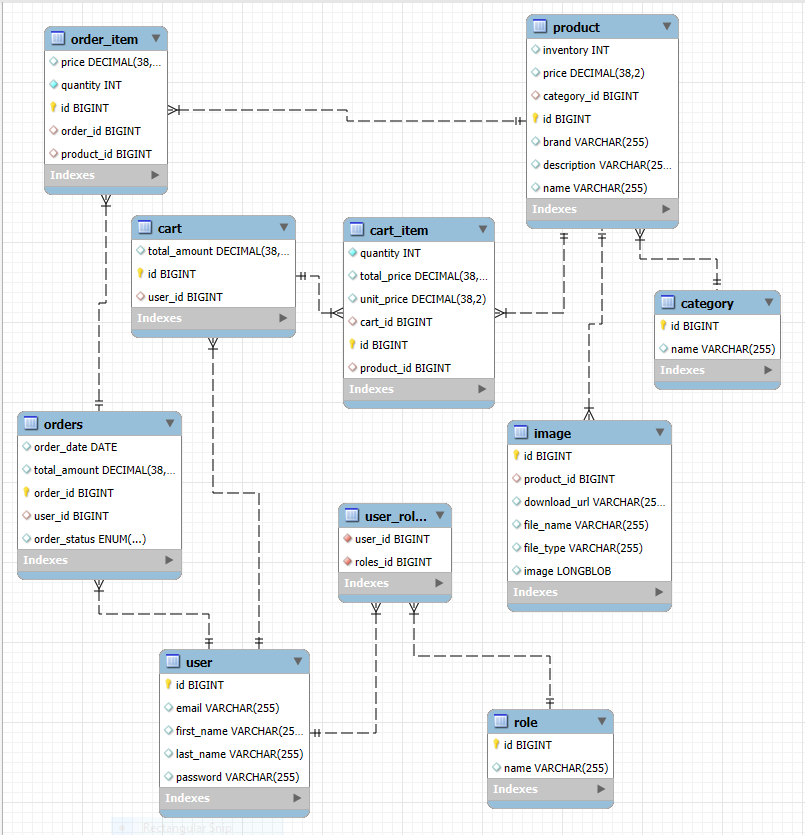 order_item
price DECIMAL(38,...
quantity INT
id BIGINT
order_id BIGINT
product_id BIGINT
Indexes
product
inventory INT
price DECIMAL(38,2)
category_id BIGINT
id BIGINT
brand VARCHAR(255)
description VARCHAR(25...
name VARCHAR(255)
Indexes
cart
total_amount DECIMAL(38,...
id BIGINT
user_id BIGINT
Indexes
cart_item
quantity INT
total_price DECIMAL(38,...
unit_price DECIMAL(38,2)
cart_id BIGINT
id BIGINT
product_id BIGINT
Indexes
category
id BIGINT
name VARCHAR(255)
Indexes
orders
order_date DATE
total_amount DECIMAL(38,...
order_id BIGINT
user_id BIGINT
order_status ENUM(...)
Indexes
image
id BIGINT
product_id BIGINT
download_url VARCHAR(25...
file_name VARCHAR(255)
file_type VARCHAR(255)
image LONGBLOB
Indexes
user_rol...
user_id BIGINT
roles_id BIGINT
Indexes
user
id BIGINT
email VARCHAR(255)
first_name VARCHAR(25...
last_name VARCHAR(255)
password VARCHAR(255)
Indexes
role
id BIGINT
name VARCHAR(255)
Indexes
Rectangular Snip